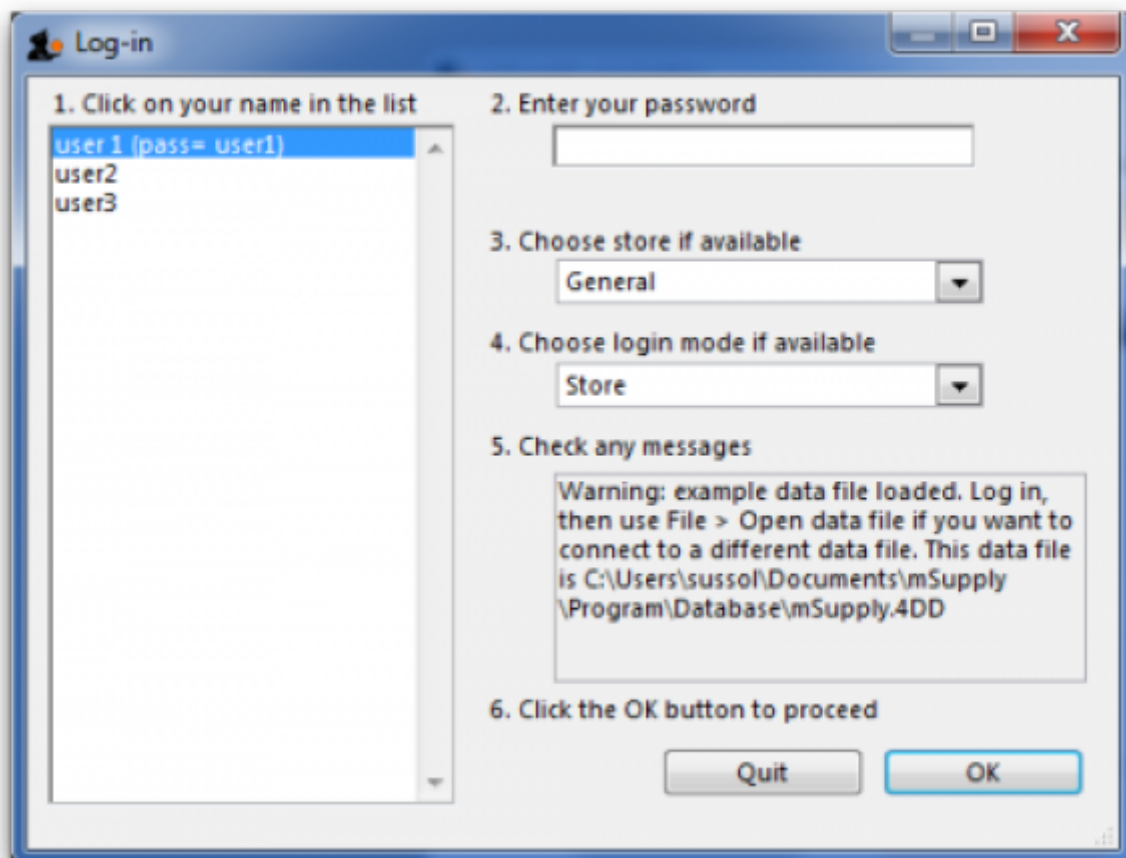 Log-in
1. Click on your name in the list
user 1 (pass= user1)
user2
user3
2. Enter your password
3. Choose store if available
General
4. Choose login mode if available
Store
5. Check any messages
Warning: example data file loaded. Log in,
then use File > Open data file if you want to
connect to a different data file. This data file
is C:\Users\sussol\Documents\mSupply
\Program\Database\mSupply.4DD
6. Click the OK button to proceed
Quit
OK